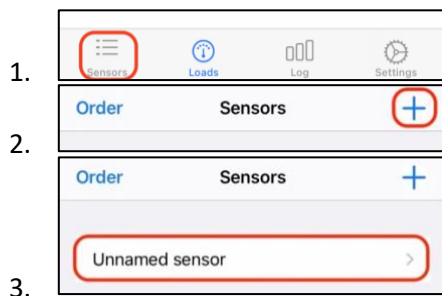 Sensors Loads Log Settings
1.
Order Sensors +
2.
Order Sensors +
Unnamed sensor >
3.